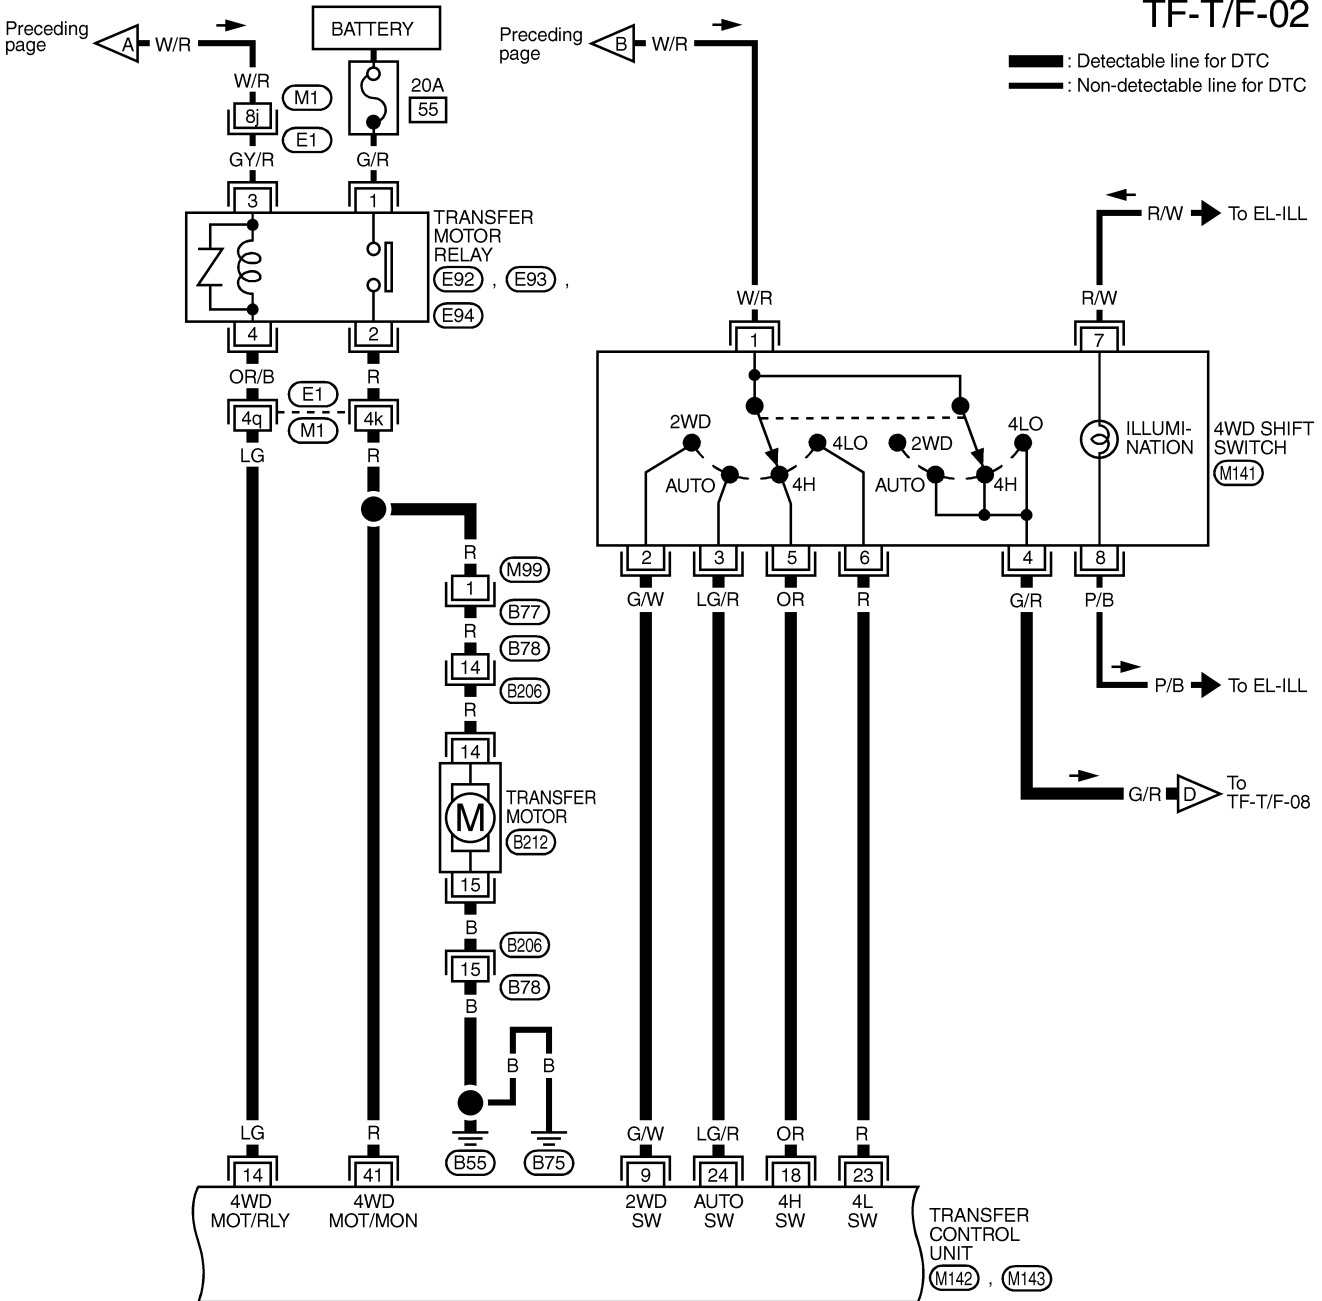 TF-T/F-02
: Detectable line for DTC
: Non-detectable line for DTC
Preceding
page
A
W/R
W/R
8j
M1
E1
GY/R
3
BATTERY
20A
55
G/R
1
TRANSFER
MOTOR
RELAY
E92 , E93 ,
E94
4
2
OR/B
R
E1
4q
4k
M1
LG
R
R
M99
1
B77
R
B78
14
B206
R
14
M
TRANSFER
MOTOR
B212
15
B
B206
15
B78
B
B
B
B55
B75
LG
R
14
41
4WD
MOT/RLY
4WD
MOT/MON
Preceding
page
B
W/R
W/R
1
R/W
To EL-ILL
R/W
7
2WD
AUTO
4H
4LO
2WD
AUTO
4H
4LO
ILLUMI-
NATION
4WD SHIFT
SWITCH
M141
2
3
5
6
4
8
G/W
LG/R
OR
R
G/R
P/B
P/B
To EL-ILL
G/R
D
To
TF-T/F-08
G/W
LG/R
OR
R
9
24
18
23
2WD
SW
AUTO
SW
4H
SW
4L
SW
TRANSFER
CONTROL
UNIT
M142 , M143